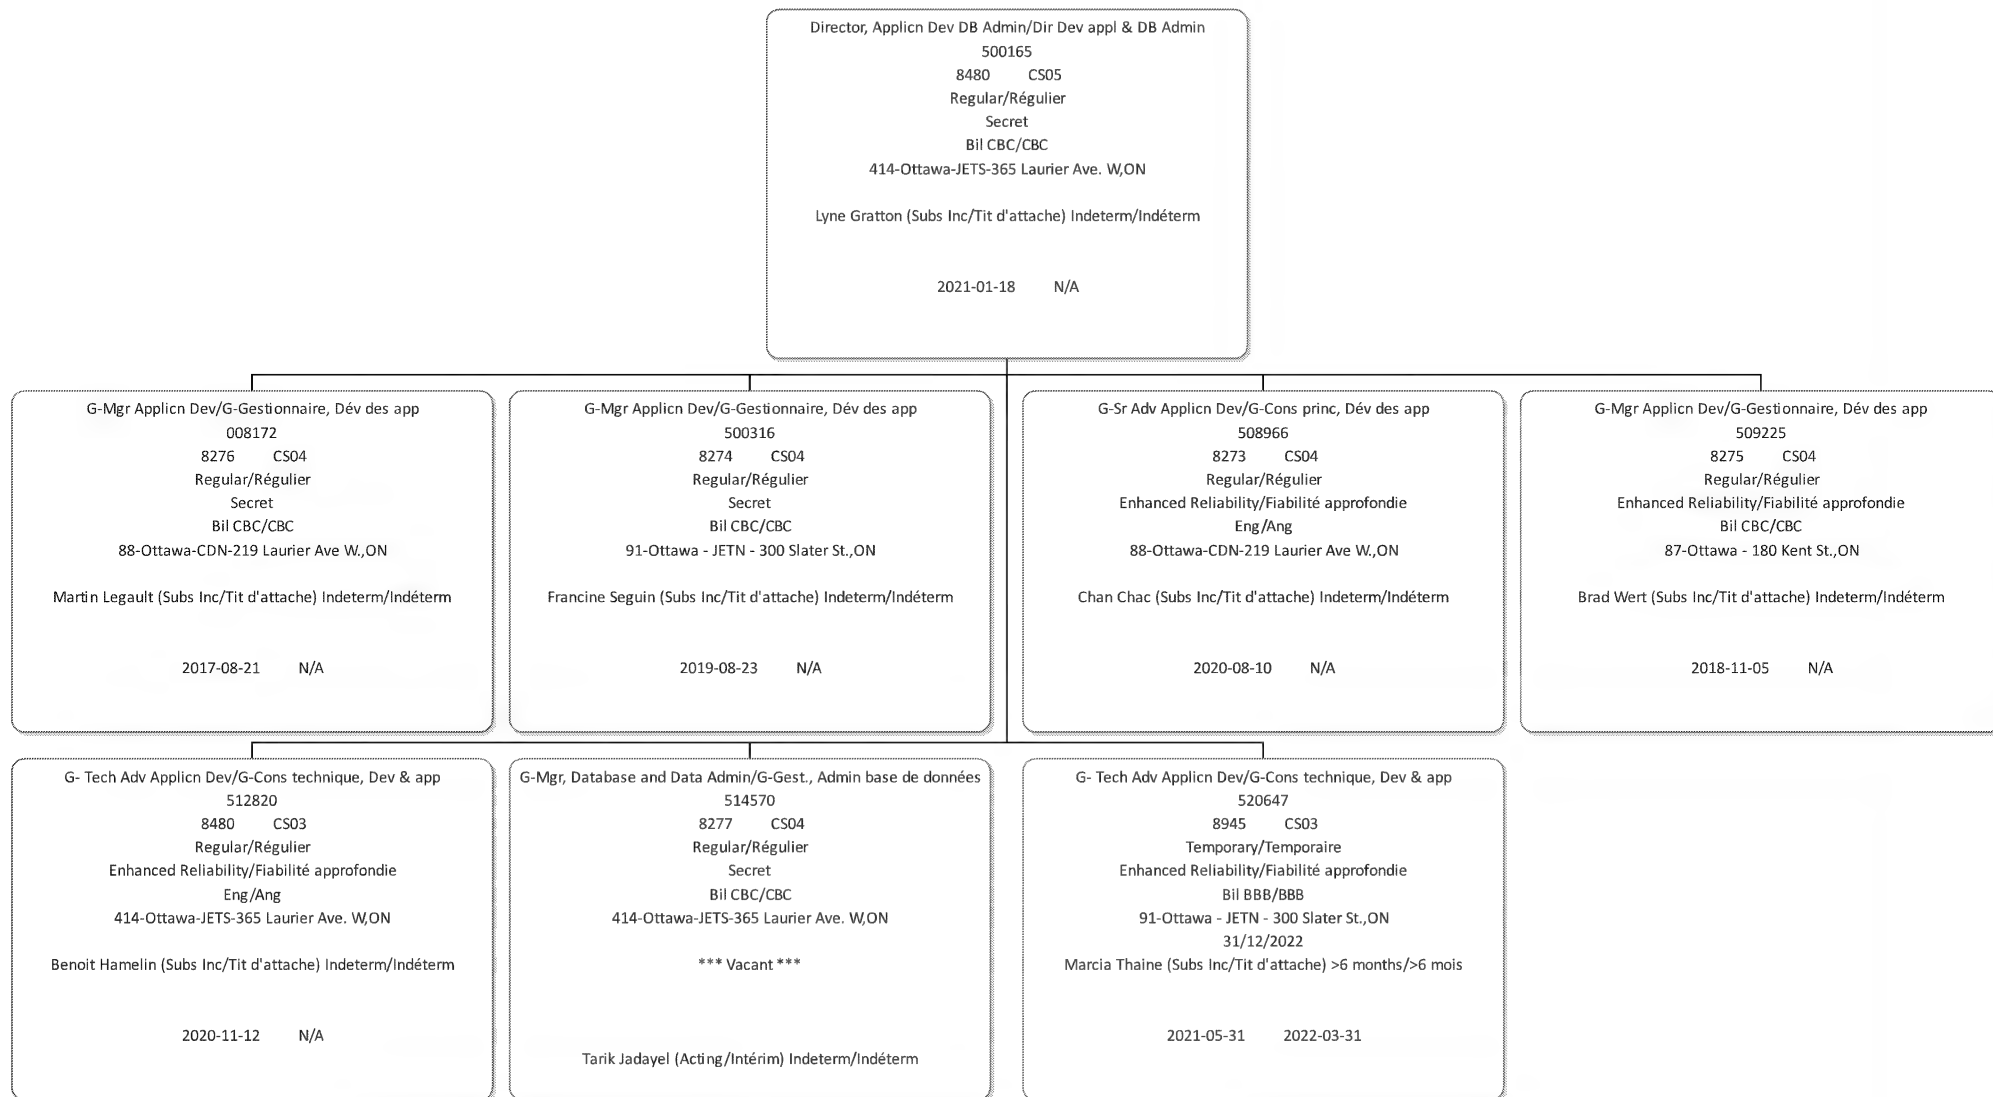 Director, Applicn Dev DB Admin/Dir Dev appl & DB Admin
500165
8480 CS05
Regular/Régulier
Secret
Bil CBC/CBC
414-Ottawa-JETS-365 Laurier Ave. W,ON
Lyne Gratton (Subs Inc/Tit d'attache) Indeterm/Indéterm
2021-01-18 N/A
G-Mgr Applicn Dev/G-Gestionnaire, Dév des app
008172
8276 CS04
Regular/Régulier
Secret
Bil CBC/CBC
88-Ottawa-CDN-219 Laurier Ave W.,ON
Martin Legault (Subs Inc/Tit d'attache) Indeterm/Indéterm
2017-08-21 N/A
G-Mgr Applicn Dev/G-Gestionnaire, Dév des app
500316
8274 CS04
Regular/Régulier
Secret
Bil CBC/CBC
91-Ottawa - JETN - 300 Slater St.,ON
Francine Seguin (Subs Inc/Tit d'attache) Indeterm/Indéterm
2019-08-23 N/A
G-Sr Adv Applicn Dev/G-Cons princ, Dév des app
508966
8273 CS04
Regular/Régulier
Enhanced Reliability/Fiabilité approfondie
Eng/Ang
88-Ottawa-CDN-219 Laurier Ave W.,ON
Chan Chac (Subs Inc/Tit d'attache) Indeterm/Indéterm
2020-08-10 N/A
G-Mgr Applicn Dev/G-Gestionnaire, Dév des app
509225
8275 CS04
Regular/Régulier
Enhanced Reliability/Fiabilité approfondie
Bil CBC/CBC
87-Ottawa - 180 Kent St.,ON
Brad Wert (Subs Inc/Tit d'attache) Indeterm/Indéterm
2018-11-05 N/A
G- Tech Adv Applicn Dev/G-Cons technique, Dev & app
512820
8480 CS03
Regular/Régulier
Enhanced Reliability/Fiabilité approfondie
Eng/Ang
414-Ottawa-JETS-365 Laurier Ave. W,ON
Benoit Hamelin (Subs Inc/Tit d'attache) Indeterm/Indéterm
2020-11-12 N/A
G-Mgr, Database and Data Admin/G-Gest., Admin base de données
514570
8277 CS04
Regular/Régulier
Secret
Bil CBC/CBC
414-Ottawa-JETS-365 Laurier Ave. W,ON
*** Vacant ***
Tarik Jadayel (Acting/Intérim) Indeterm/Indéterm
G- Tech Adv Applicn Dev/G-Cons technique, Dev & app
520647
8945 CS03
Temporary/Temporaire
Enhanced Reliability/Fiabilité approfondie
Bil BBB/BBB
91-Ottawa - JETN - 300 Slater St.,ON
31/12/2022
Marcia Thaine (Subs Inc/Tit d'attache) >6 months/>6 mois
2021-05-31 2022-03-31